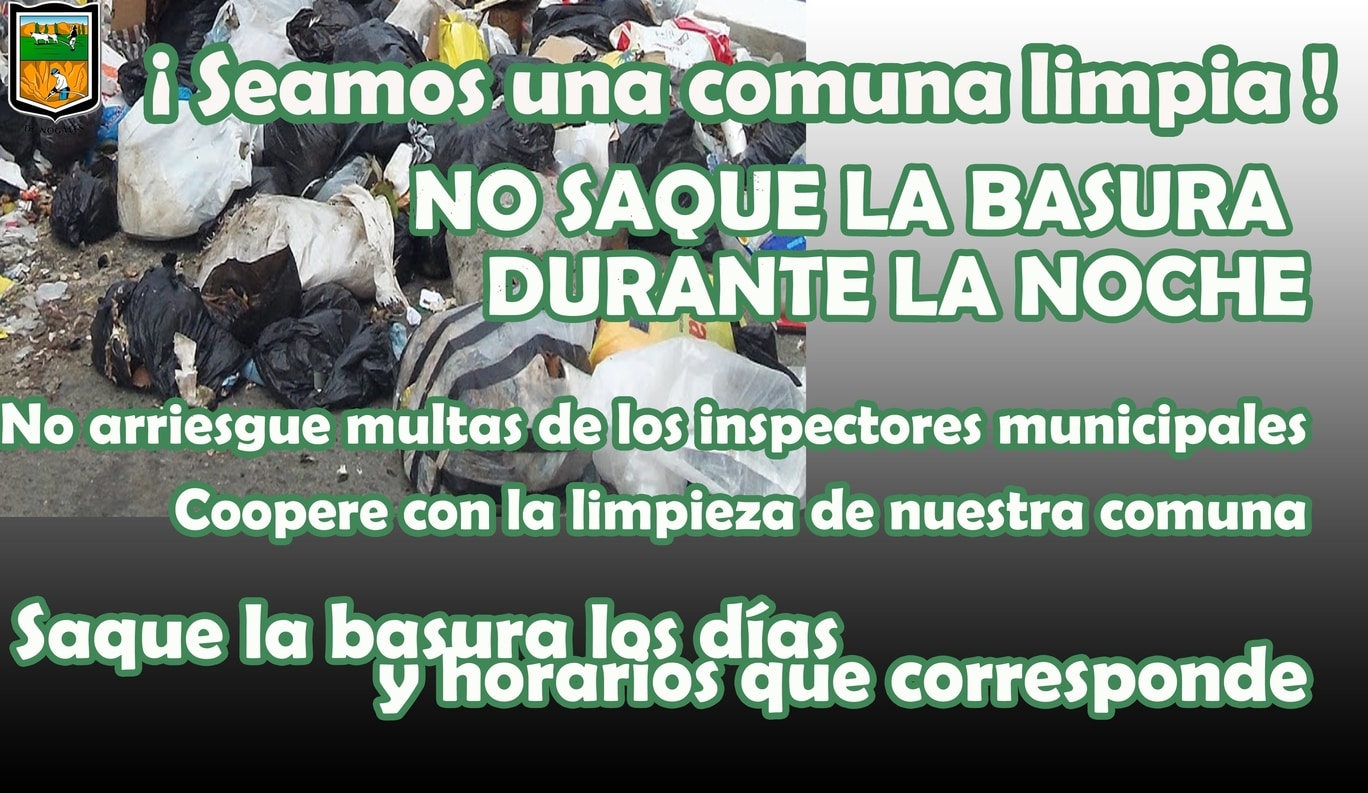 ¡ Seamos una comuna limpia !
NO SAQUE LA BASURA
DURANTE LA NOCHE
No arriesgue multas de los inspectores municipales
Coopere con la limpieza de nuestra comuna
Saque la basura los días
y horarios que corresponde